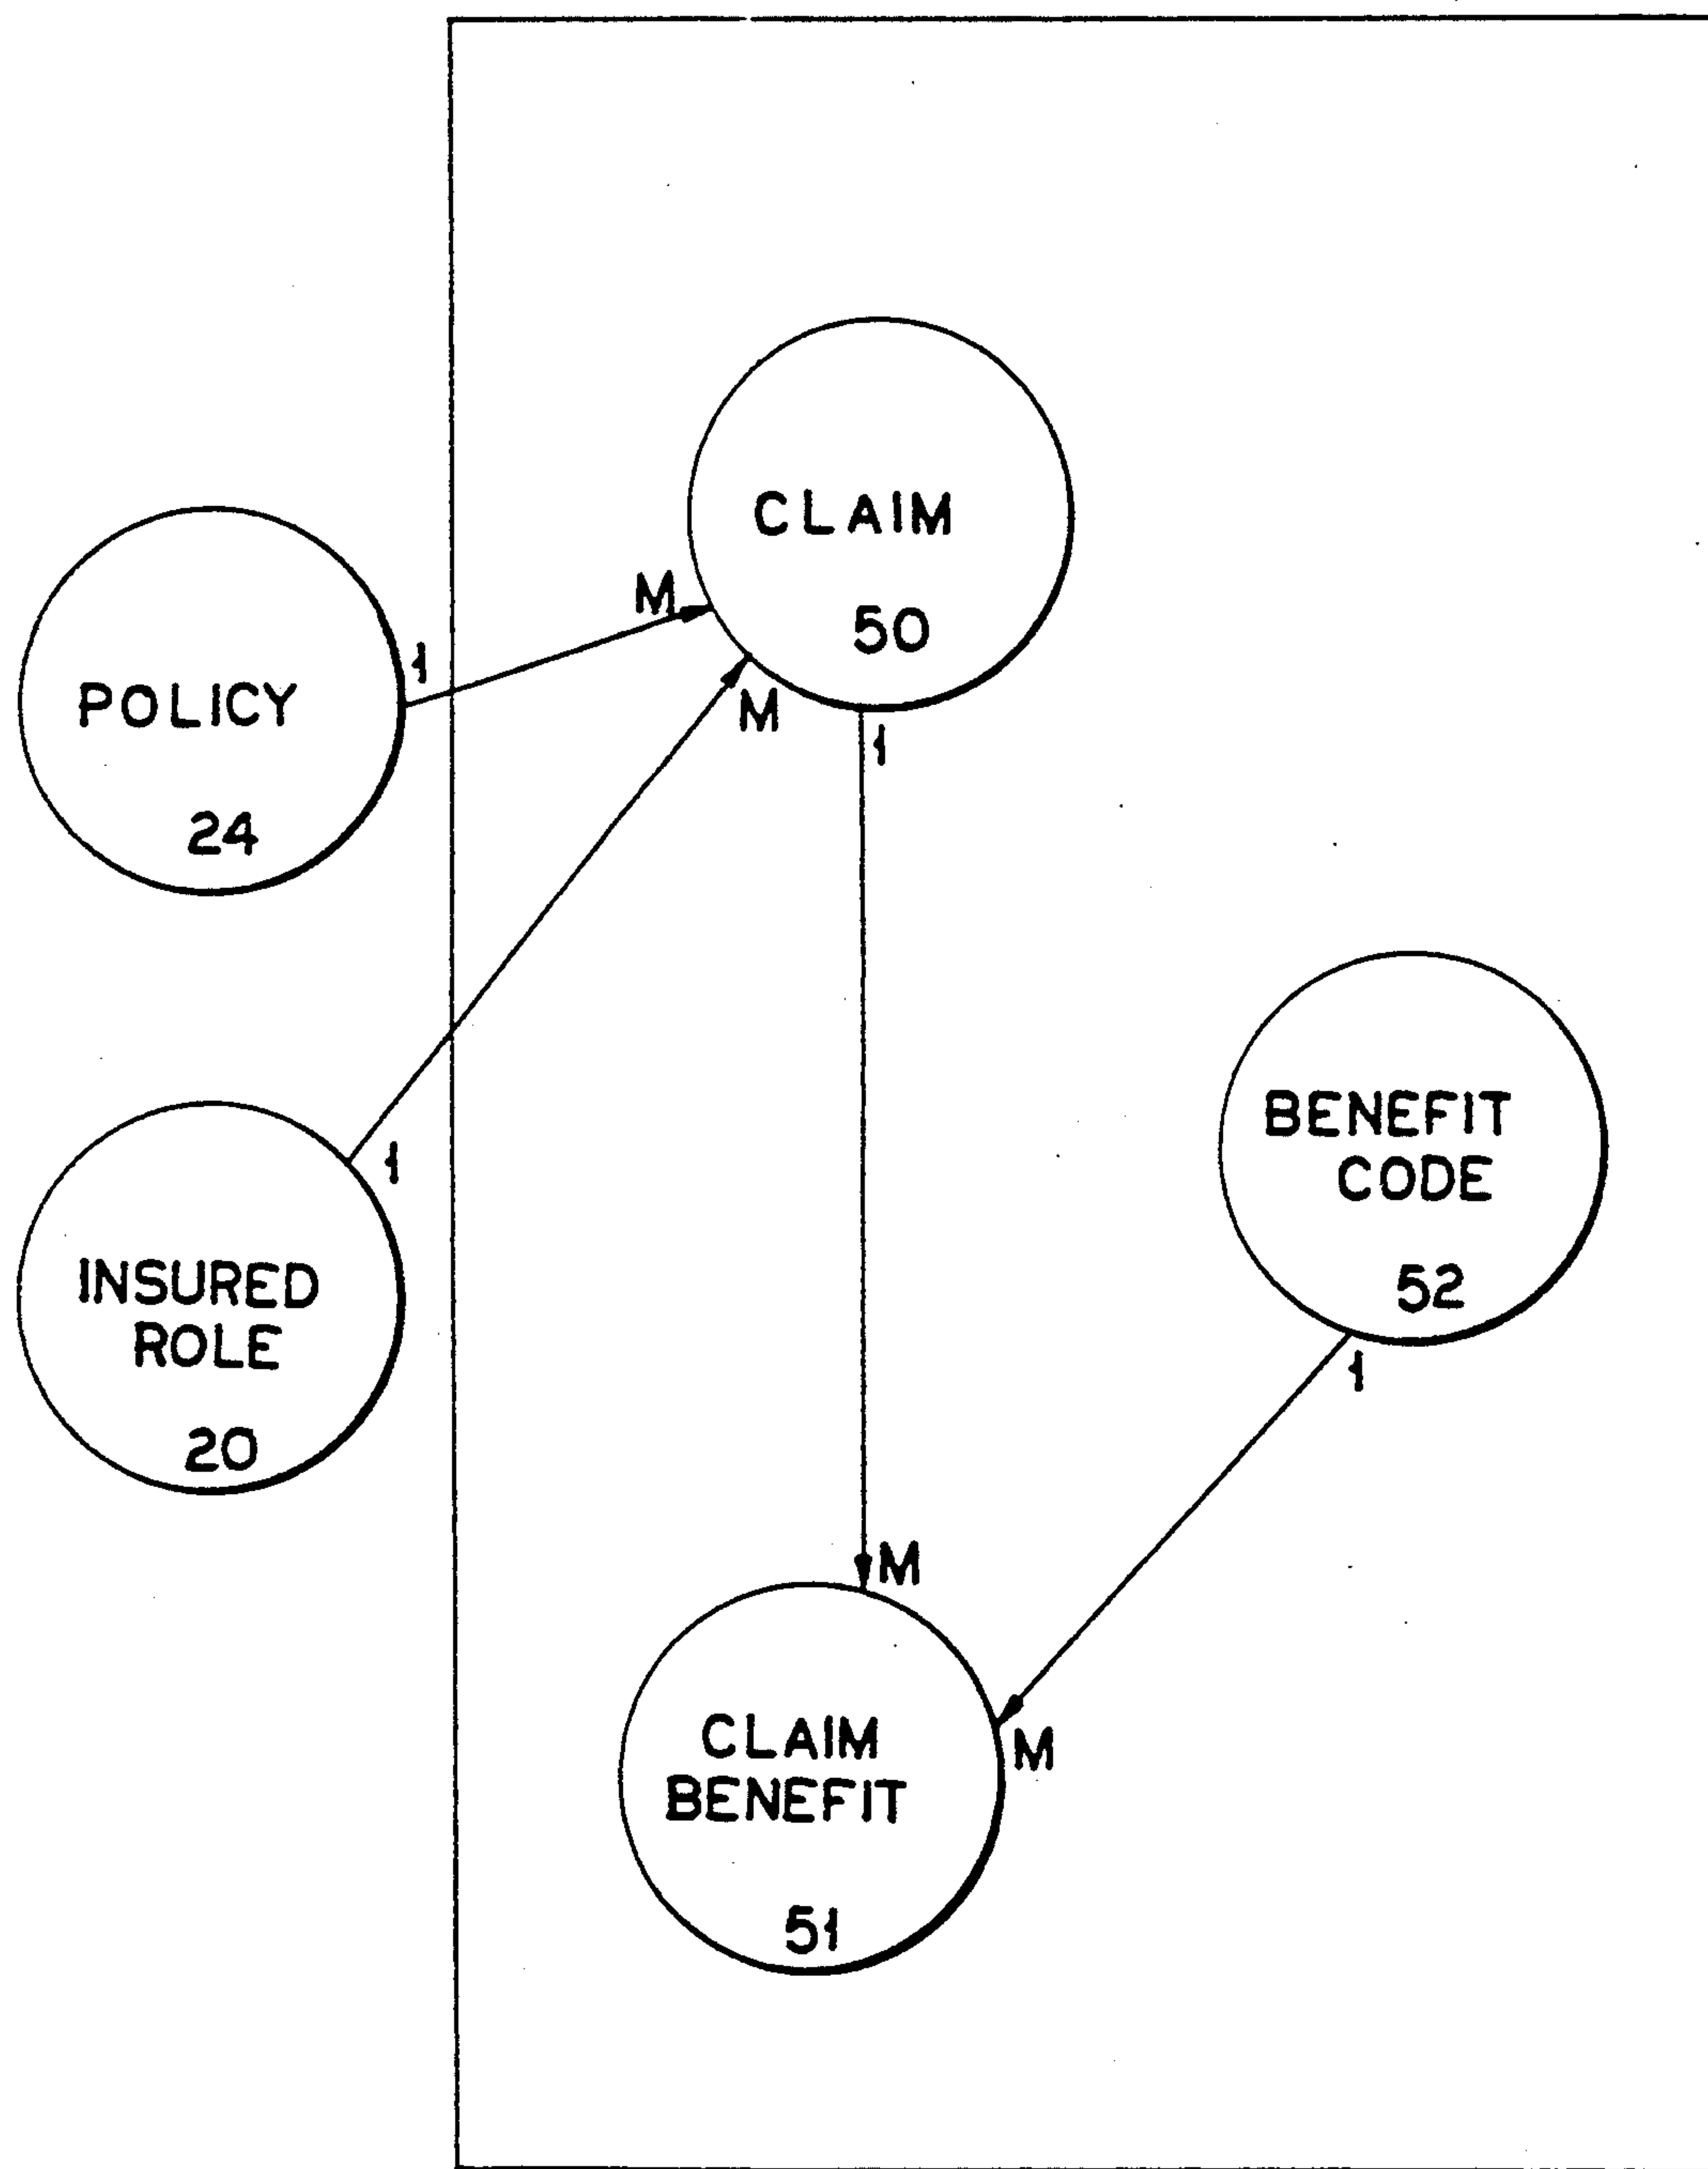 CLAIM
50
M
1
M
1
POLICY
24
1
INSURED
ROLE
20
BENEFIT
CODE
52
1
M
M
CLAIM
BENEFIT
51